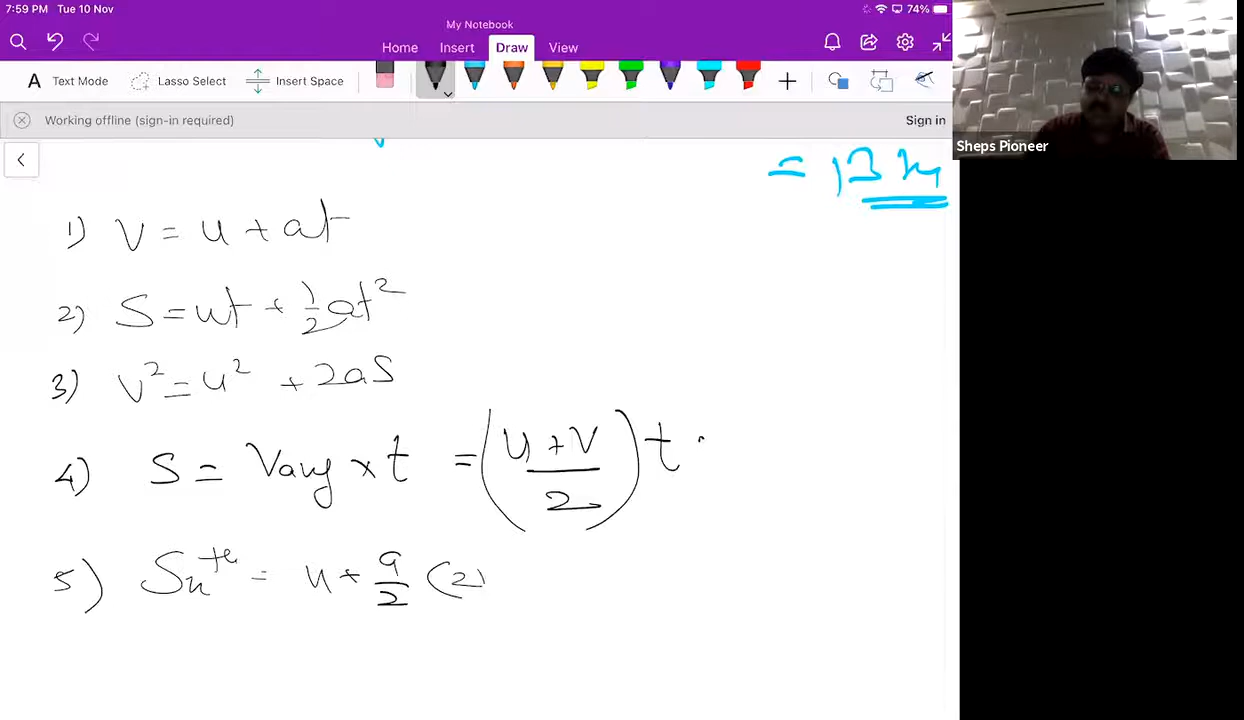 7:59 PM Tue 10 Nov
74%
My Notebook
Home Insert Draw View
A Text Mode Lasso Select Insert Space
Working offline (sign-in required) Sign in
Sheps Pioneer
= 13 m
1) V = u + at
2) S = ut + 1/2 at²
3) V² = u² + 2aS
4) S = Vavg × t = (u + V / 2) t
5) Snth = u + a/2 (2